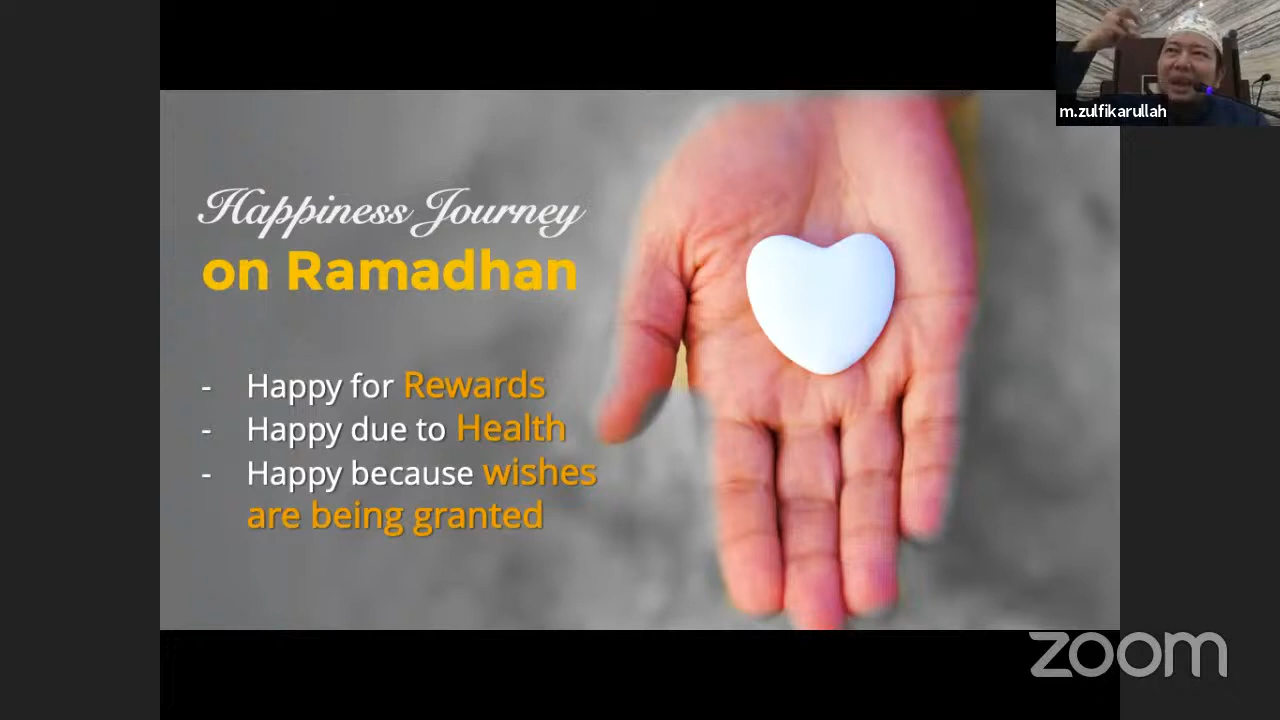 m.zulfikarullah
Happiness Journey
on Ramadhan
- Happy for Rewards
- Happy due to Health
- Happy because wishes
are being granted
zoom